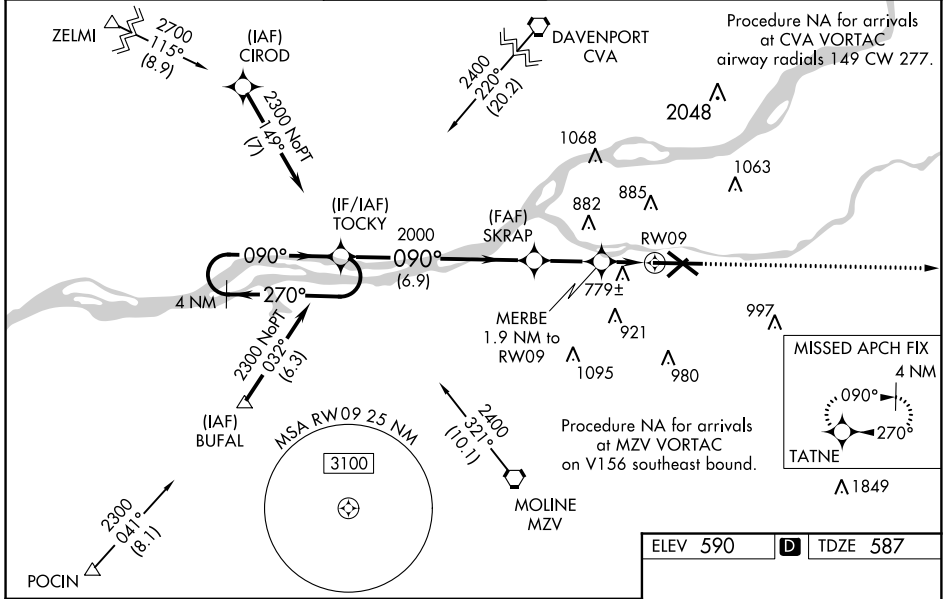 ZELMI
2700
115°
(8.9)
(IAF)
CIROD
2300 NoPT
149°
(7)
DAVENPORT
CVA
2400
220°
(20.2)
Procedure NA for arrivals
at CVA VORTAC
airway radials 149 CW 277.
2048
1068
1063
885
882
(IF/IAF)
TOCKY
2000
090°
(6.9)
(FAF)
SKRAP
RW09
090°
270°
4 NM
779±
MERBE
1.9 NM to
RW09
921
997
1095
980
2300 NoPT
032°
(6.3)
(IAF)
BUFAL
MISSED APCH FIX
4 NM
090°
270°
TATNE
MSA RW09 25 NM
3100
2400
321°
(10.1)
Procedure NA for arrivals
at MZV VORTAC
on V156 southeast bound.
MOLINE
MZV
1849
2300
041°
(8.1)
POCIN
ELEV 590 D TDZE 587